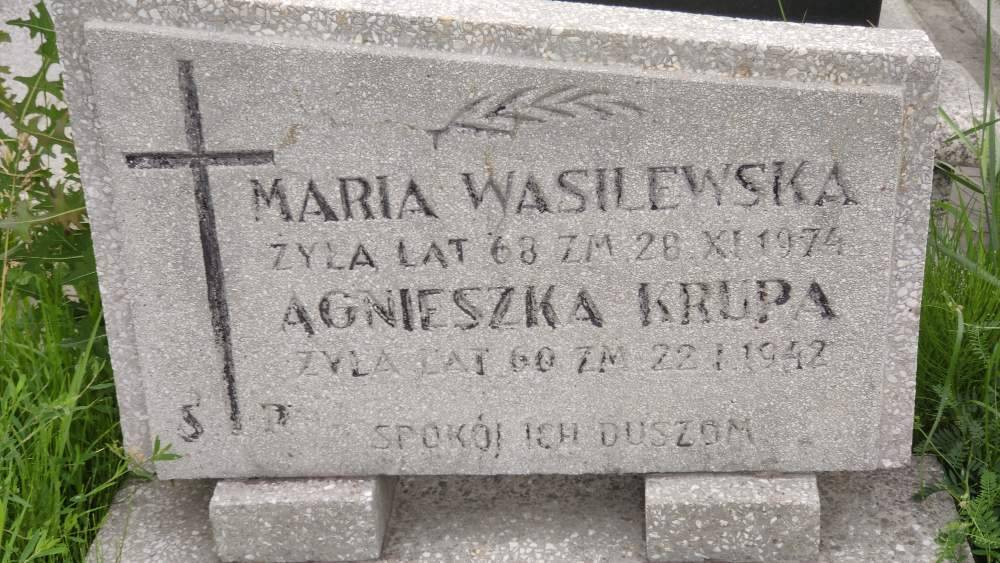 MARIA WASILEWSKA
ŻYŁA LAT 68 ZM. 28. XI. 1974
AGNIESZKA KRUPA
ŻYŁA LAT 60 ZM 22 I. 1942
Ś. P.
SPOKÓJ ICH DUSZOM